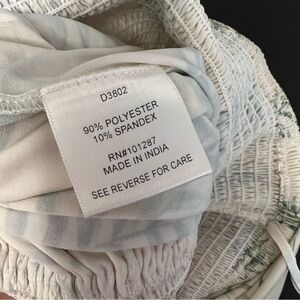 D3802
90% POLYESTER
10% SPANDEX
RN#101287
MADE IN INDIA
SEE REVERSE FOR CARE